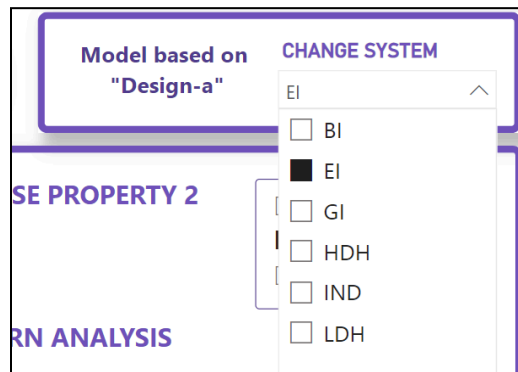 Model based on
"Design-a"
CHANGE SYSTEM
EI
BI
EI
GI
HDH
IND
LDH
SE PROPERTY 2
RN ANALYSIS